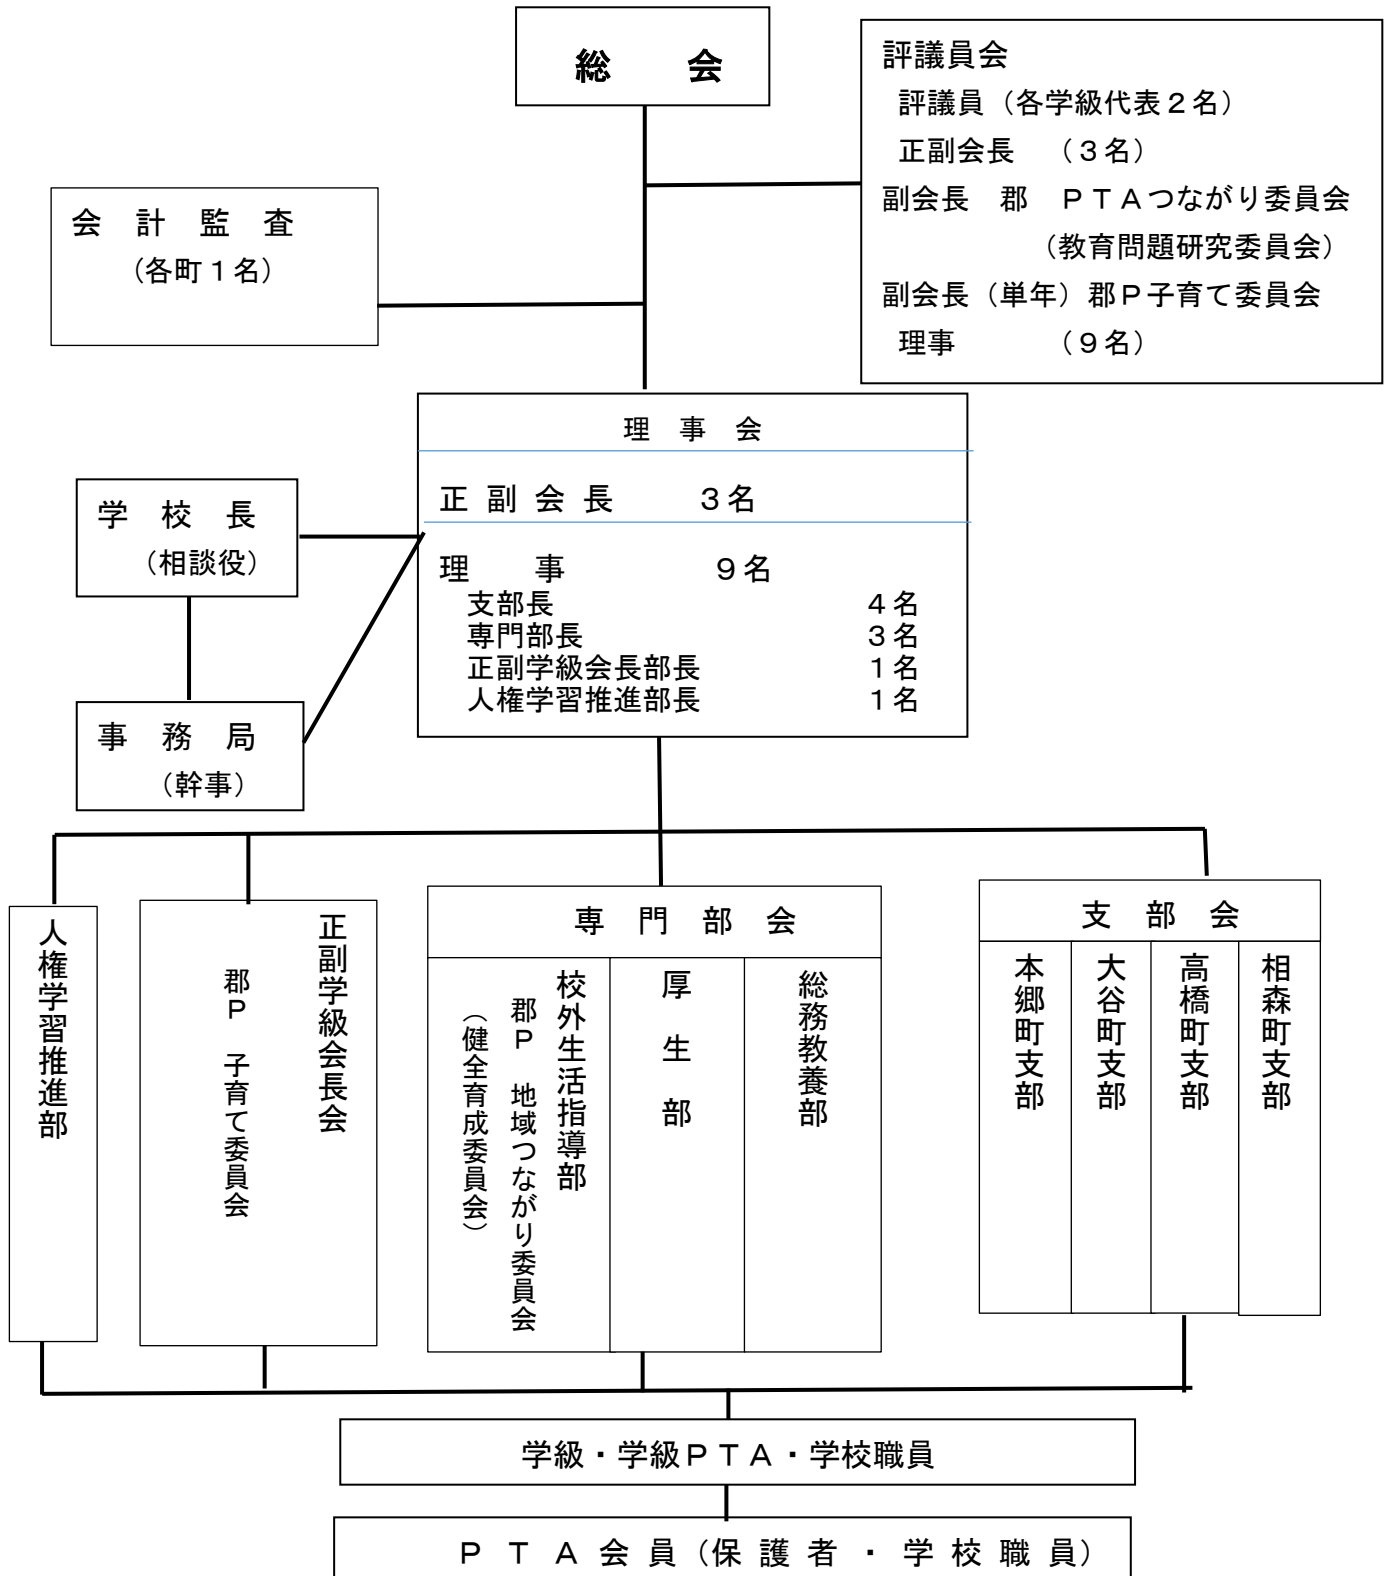 総　会
評議員会
評議員（各学級代表２名）
正副会長　（３名）
副会長　郡　ＰＴＡつながり委員会
（教育問題研究委員会）
副会長（単年）郡Ｐ子育て委員会
理事　　　（９名）
会　計　監　査
（各町１名）
理　事　会
正 副 会 長　　３名
学　校　長
（相談役）
理　　事　　　　９名
支部長　　４名
専門部長　　３名
正副学級会長部長　　１名
人権学習推進部長　　１名
事　務　局
（幹事）
人権学習推進部
正副学級会長会
郡Ｐ　子育て委員会
専　門　部　会
校外生活指導部
郡Ｐ　地域つながり委員会
（健全育成委員会）
厚　生　部
総務教養部
支　部　会
本郷町支部
大谷町支部
高橋町支部
相森町支部
学級・学級ＰＴＡ・学校職員
Ｐ Ｔ Ａ 会 員（保 護 者 ・ 学 校 職 員）